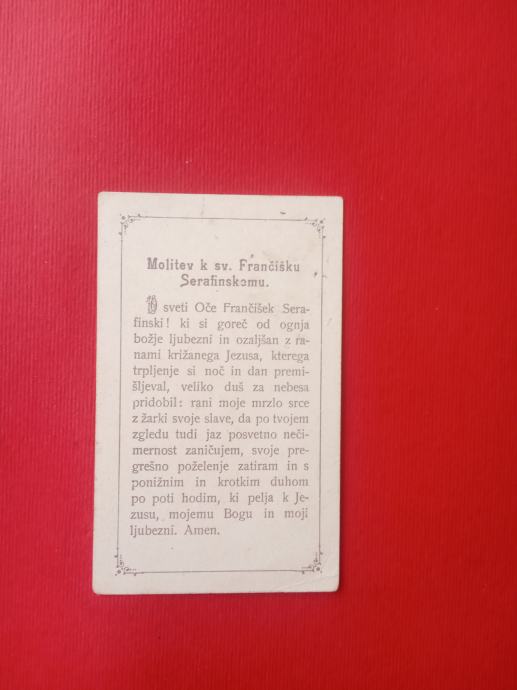 Molitev k sv. Frančišku
Serafinskemu.
O sveti Oče Frančišek Sera-
finski! ki si goreč od ognja
božje ljubezni in ozaljšan z ra-
nami križanega Jezusa, kterega
trpljenje si noč in dan premi-
šljeval, veliko duš za nebesa
pridobil: rani moje mrzlo srce
z žarki svoje slave, da po tvojem
zgledu tudi jaz posvetno neči-
mernost zaničujem, svoje pre-
grešno poželenje zatiram in s
ponižnim in krotkim duhom
po poti hodim, ki pelja k Je-
zusu, mojemu Bogu in moji
ljubezni. Amen.